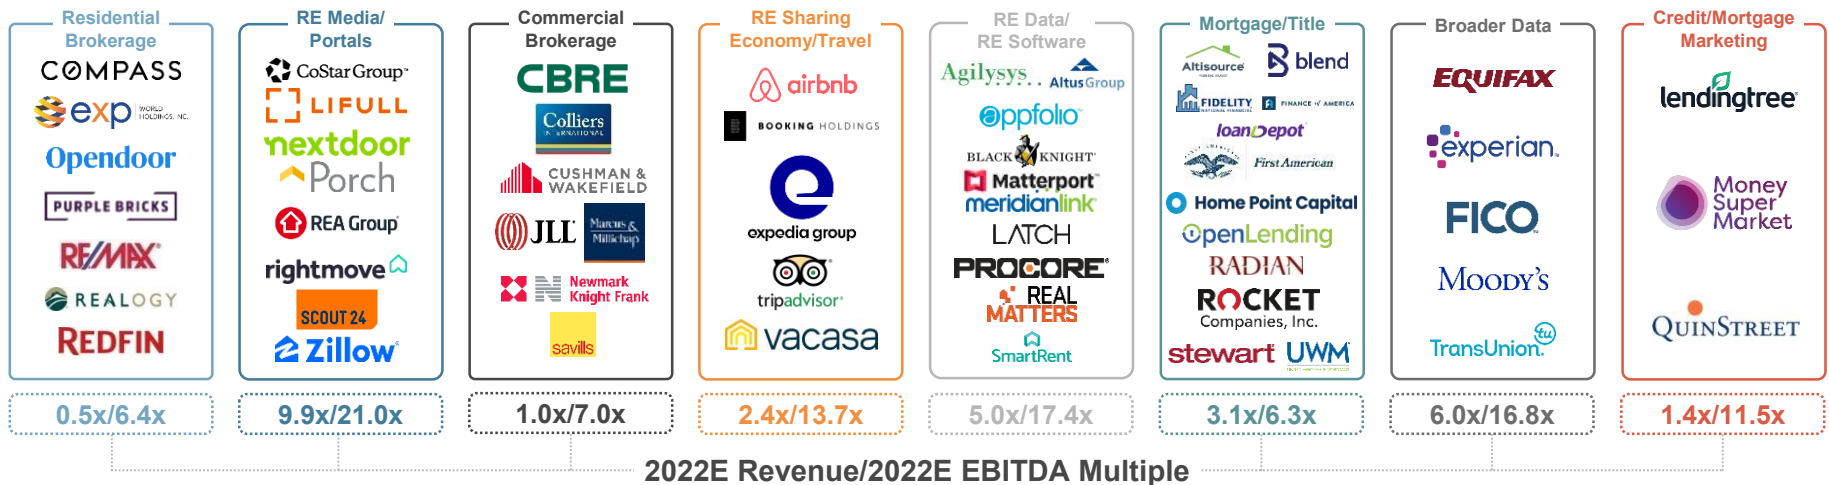 Residential
Brokerage
COMPASS
exp WORLD HOLDINGS, INC.
Opendoor
PURPLE BRICKS
RE/MAX
REALOGY
REDFIN
0.5x/6.4x
RE Media/
Portals
CoStar Group™
LIFULL
nextdoor
Porch
REA Group
rightmove
SCOUT 24
Zillow
9.9x/21.0x
Commercial
Brokerage
CBRE
Colliers
INTERNATIONAL
CUSHMAN &
WAKEFIELD
JLL
Marcus &
Millichap
Newmark
Knight Frank
savills
1.0x/7.0x
RE Sharing
Economy/Travel
airbnb
BOOKING HOLDINGS
expedia group
tripadvisor
vacasa
2.4x/13.7x
RE Data/
RE Software
Agilysys
Altus Group
appfolio
BLACK KNIGHT
Matterport™
meridianlink
LATCH
PROCORE
REAL
MATTERS
SmartRent
5.0x/17.4x
Mortgage/Title
Altisource
blend
FIDELITY
NATIONAL FINANCIAL
FINANCE of AMERICA
loanDepot
First American
Home Point Capital
OpenLending
RADIAN
ROCKET
Companies, Inc.
stewart
UWM
3.1x/6.3x
Broader Data
EQUIFAX
experian
FICO
MOODY'S
TransUnion
tu
6.0x/16.8x
Credit/Mortgage
Marketing
lendingtree
Money
Super
Market
QUINSTREET
1.4x/11.5x
2022E Revenue/2022E EBITDA Multiple